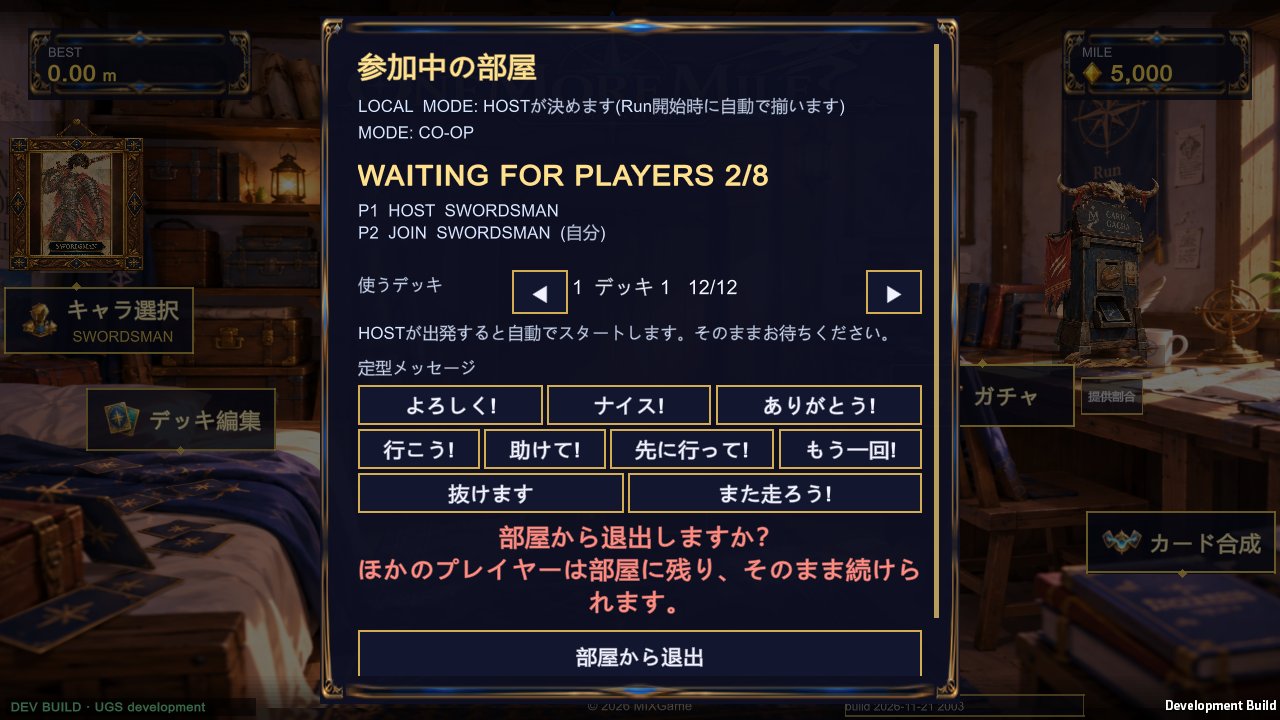 BEST
0.00 m
MILE
5,000
参加中の部屋
LOCAL MODE: HOSTが決めます(Run開始時に自動で揃います)
MODE: CO-OP
WAITING FOR PLAYERS 2/8
P1 HOST SWORDSMAN
P2 JOIN SWORDSMAN (自分)
使うデッキ
◀ 1 デッキ 1 12/12 ▶
HOSTが出発すると自動でスタートします。そのままお待ちください。
定型メッセージ
よろしく! ナイス! ありがとう!
行こう! 助けて! 先に行って! もう一回!
抜けます また走ろう!
部屋から退出しますか?
ほかのプレイヤーは部屋に残り、そのまま続けら
れます。
部屋から退出
SWORDSMAN
キャラ選択
SWORDSMAN
デッキ編集
Run
CARD
GACHA
ガチャ
提供割合
カード合成
DEV BUILD · UGS development
© 2026 MIXGame
build 2026-11-21 2003
Development Build